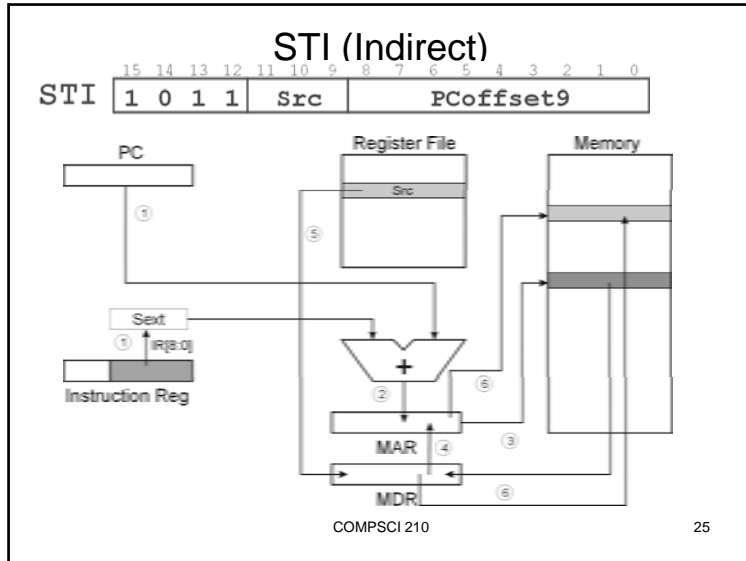 STI (Indirect)
15 14 13 12 11 10 9 8 7 6 5 4 3 2 1 0
STI 1 0 1 1 Src PCoffset9
PC
Register File
Memory
Src
①
⑤
Sext
① IR[8:0]
+
Instruction Reg
②
⑥
MAR
④
③
MDR
⑥
COMPSCI 210
25